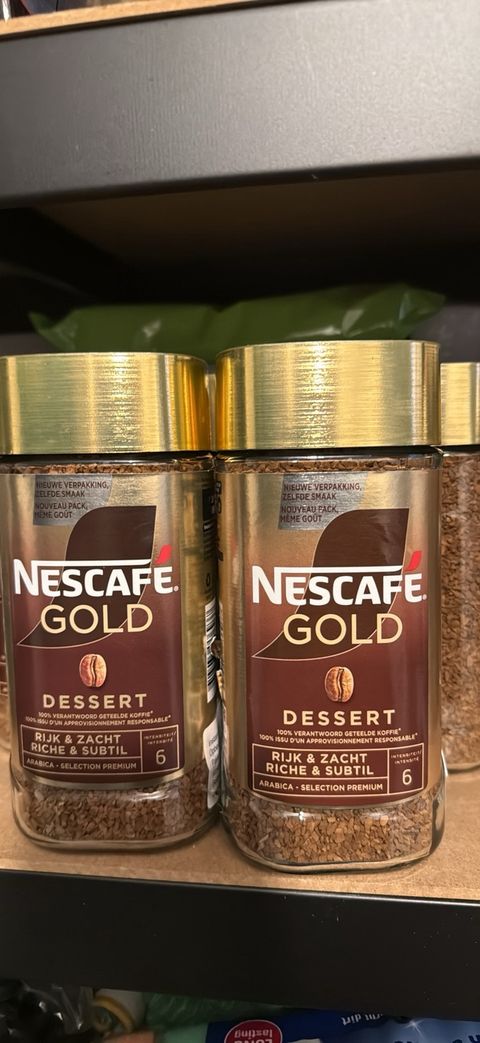 NIEUWE VERPAKKING,
ZELFDE SMAAK
NOUVEAU PACK,
MÊME GOÛT
NESCAFÉ
GOLD
DESSERT
100% VERANTWOORD GETEELDE KOFFIE*
100% ISSU D'UN APPROVISIONNEMENT RESPONSABLE*
RIJK & ZACHT
RICHE & SUBTIL
INTENSITEIT/
INTENSITÉ
6
ARABICA • SELECTION PREMIUM
NIEUWE VERPAKKING,
ZELFDE SMAAK
NOUVEAU PACK,
MÊME GOÛT
NESCAFÉ
GOLD
DESSERT
100% VERANTWOORD GETEELDE KOFFIE*
100% ISSU D'UN APPROVISIONNEMENT RESPONSABLE*
RIJK & ZACHT
RICHE & SUBTIL
INTENSITEIT/
INTENSITÉ
6
ARABICA • SELECTION PREMIUM
LONG
lasting